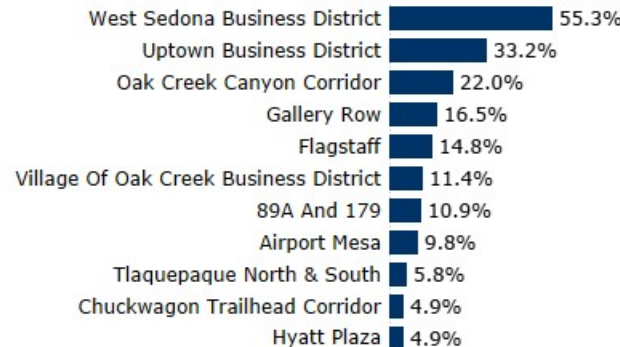 West Sedona Business District 55.3%
Uptown Business District 33.2%
Oak Creek Canyon Corridor 22.0%
Gallery Row 16.5%
Flagstaff 14.8%
Village Of Oak Creek Business District 11.4%
89A And 179 10.9%
Airport Mesa 9.8%
Tlaquepaque North & South 5.8%
Chuckwagon Trailhead Corridor 4.9%
Hyatt Plaza 4.9%